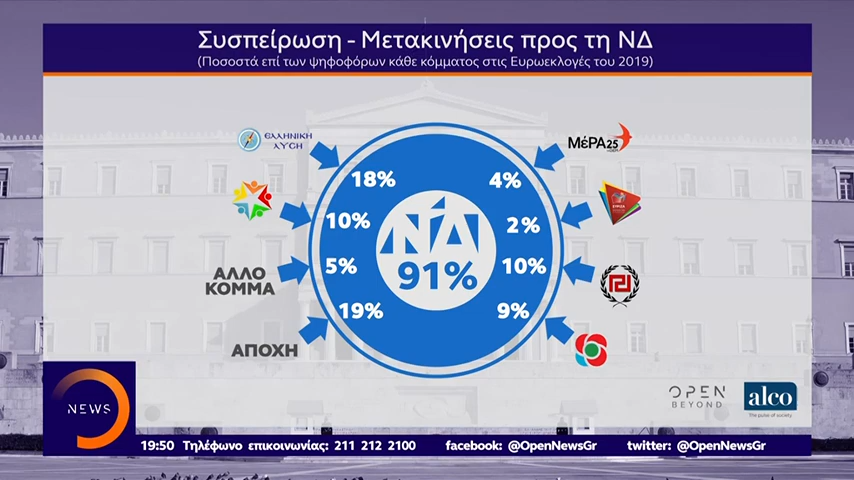 Συσπείρωση - Μετακινήσεις προς τη ΝΔ
(Ποσοστά επί των ψηφοφόρων κάθε κόμματος στις Ευρωεκλογές του 2019)
ΕΛΛΗΝΙΚΗ
ΛΥΣΗ
ΜέΡΑ25
18%
4%
10%
2%
ΝΔ
91%
5%
10%
ΑΛΛΟ
ΚΟΜΜΑ
19%
9%
ΑΠΟΧΗ
OPEN
BEYOND
alco
The pulse of society
NEWS
19:50 Τηλέφωνο επικοινωνίας: 211 212 2100 facebook: @OpenNewsGr twitter: @OpenNewsGr